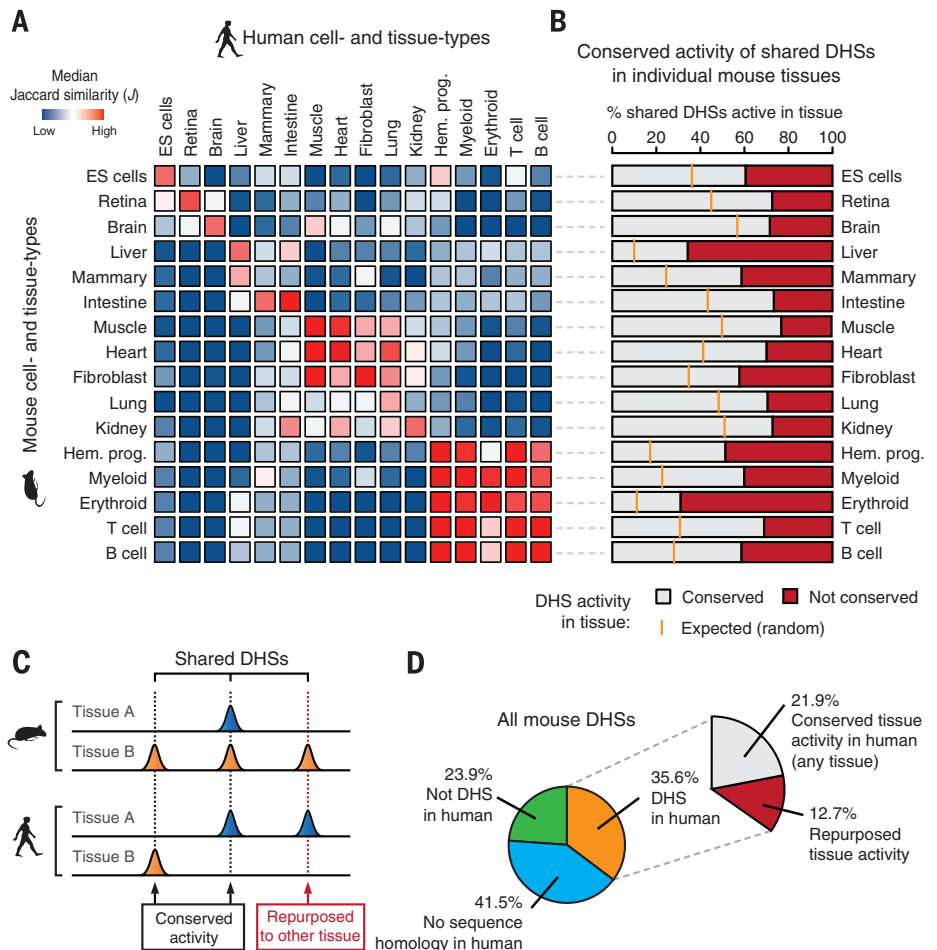 A
Human cell- and tissue-types
Median
Jaccard similarity (J)
Low High
ES cells
Retina
Brain
Liver
Mammary
Intestine
Muscle
Heart
Fibroblast
Lung
Kidney
Hem. prog.
Myeloid
Erythroid
T cell
B cell
Mouse cell- and tissue-types
ES cells
Retina
Brain
Liver
Mammary
Intestine
Muscle
Heart
Fibroblast
Lung
Kidney
Hem. prog.
Myeloid
Erythroid
T cell
B cell
B
Conserved activity of shared DHSs
in individual mouse tissues
% shared DHSs active in tissue
0 20 40 60 80 100
ES cells
Retina
Brain
Liver
Mammary
Intestine
Muscle
Heart
Fibroblast
Lung
Kidney
Hem. prog.
Myeloid
Erythroid
T cell
B cell
DHS activity
in tissue:
Conserved Not conserved
Expected (random)
C
Shared DHSs
Tissue A
Tissue B
Tissue A
Tissue B
Conserved
activity
Repurposed
to other tissue
D
All mouse DHSs
23.9%
Not DHS
in human
35.6%
DHS
in human
41.5%
No sequence
homology in human
21.9%
Conserved tissue
activity in human
(any tissue)
12.7%
Repurposed
tissue activity